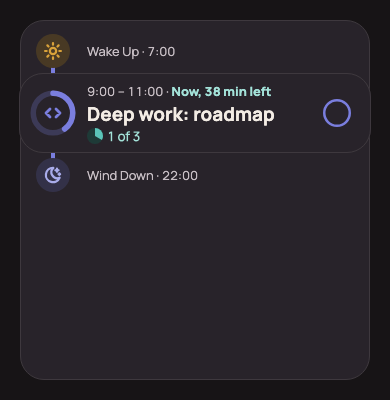 Wake Up · 7:00
9:00 – 11:00 · Now, 38 min left
Deep work: roadmap
1 of 3
Wind Down · 22:00